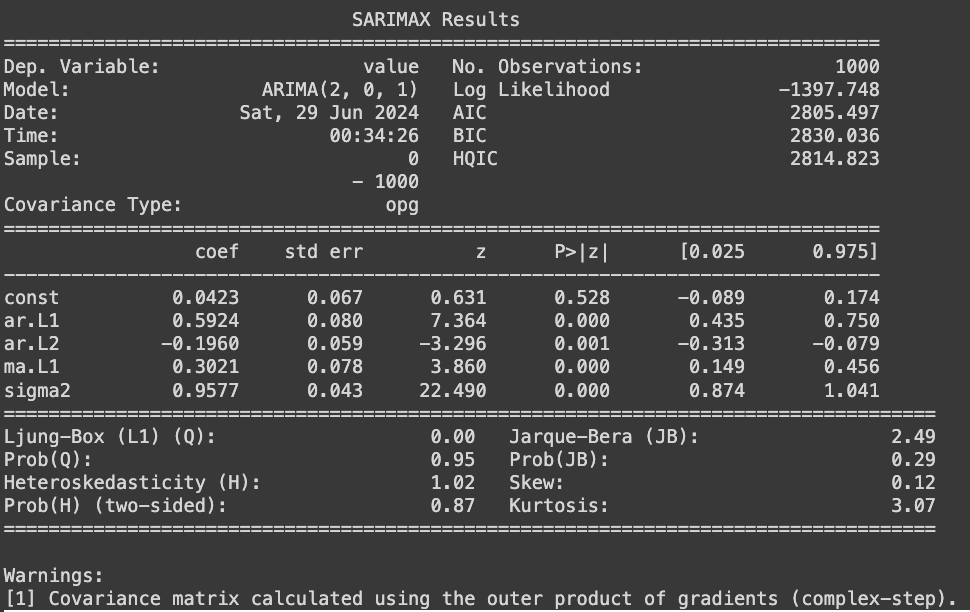 SARIMAX Results
==============================================================================
Dep. Variable:                  value   No. Observations:                 1000
Model:                 ARIMA(2, 0, 1)   Log Likelihood               -1397.748
Date:                Sat, 29 Jun 2024   AIC                           2805.497
Time:                        00:34:26   BIC                           2830.036
Sample:                             0   HQIC                          2814.823
                               - 1000
Covariance Type:                  opg
==============================================================================
                 coef    std err          z      P>|z|      [0.025      0.975]
------------------------------------------------------------------------------
const          0.0423      0.067      0.631      0.528      -0.089       0.174
ar.L1          0.5924      0.080      7.364      0.000       0.435       0.750
ar.L2         -0.1960      0.059     -3.296      0.001      -0.313      -0.079
ma.L1          0.3021      0.078      3.860      0.000       0.149       0.456
sigma2         0.9577      0.043     22.490      0.000       0.874       1.041
===================================================================================
Ljung-Box (L1) (Q):                   0.00   Jarque-Bera (JB):                 2.49
Prob(Q):                              0.95   Prob(JB):                         0.29
Heteroskedasticity (H):               1.02   Skew:                             0.12
Prob(H) (two-sided):                  0.87   Kurtosis:                         3.07
===================================================================================
Warnings:
[1] Covariance matrix calculated using the outer product of gradients (complex-step).